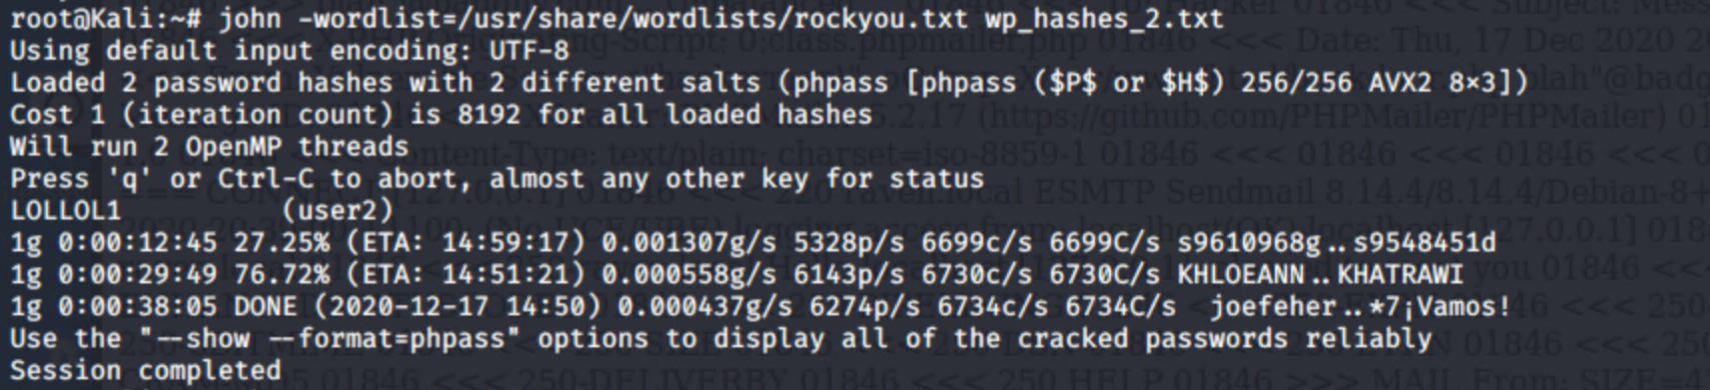 root@Kali:~# john -wordlist=/usr/share/wordlists/rockyou.txt wp_hashes_2.txt
Using default input encoding: UTF-8
Loaded 2 password hashes with 2 different salts (phpass [phpass ($P$ or $H$) 256/256 AVX2 8×3])
Cost 1 (iteration count) is 8192 for all loaded hashes
Will run 2 OpenMP threads
Press 'q' or Ctrl-C to abort, almost any other key for status
LOLLOL1          (user2)
1g 0:00:12:45 27.25% (ETA: 14:59:17) 0.001307g/s 5328p/s 6699c/s 6699C/s s9610968g..s9548451d
1g 0:00:29:49 76.72% (ETA: 14:51:21) 0.000558g/s 6143p/s 6730c/s 6730C/s KHLOEANN..KHATRAWI
1g 0:00:38:05 DONE (2020-12-17 14:50) 0.000437g/s 6274p/s 6734c/s 6734C/s  joefeher..*7¡Vamos!
Use the "--show --format=phpass" options to display all of the cracked passwords reliably
Session completed